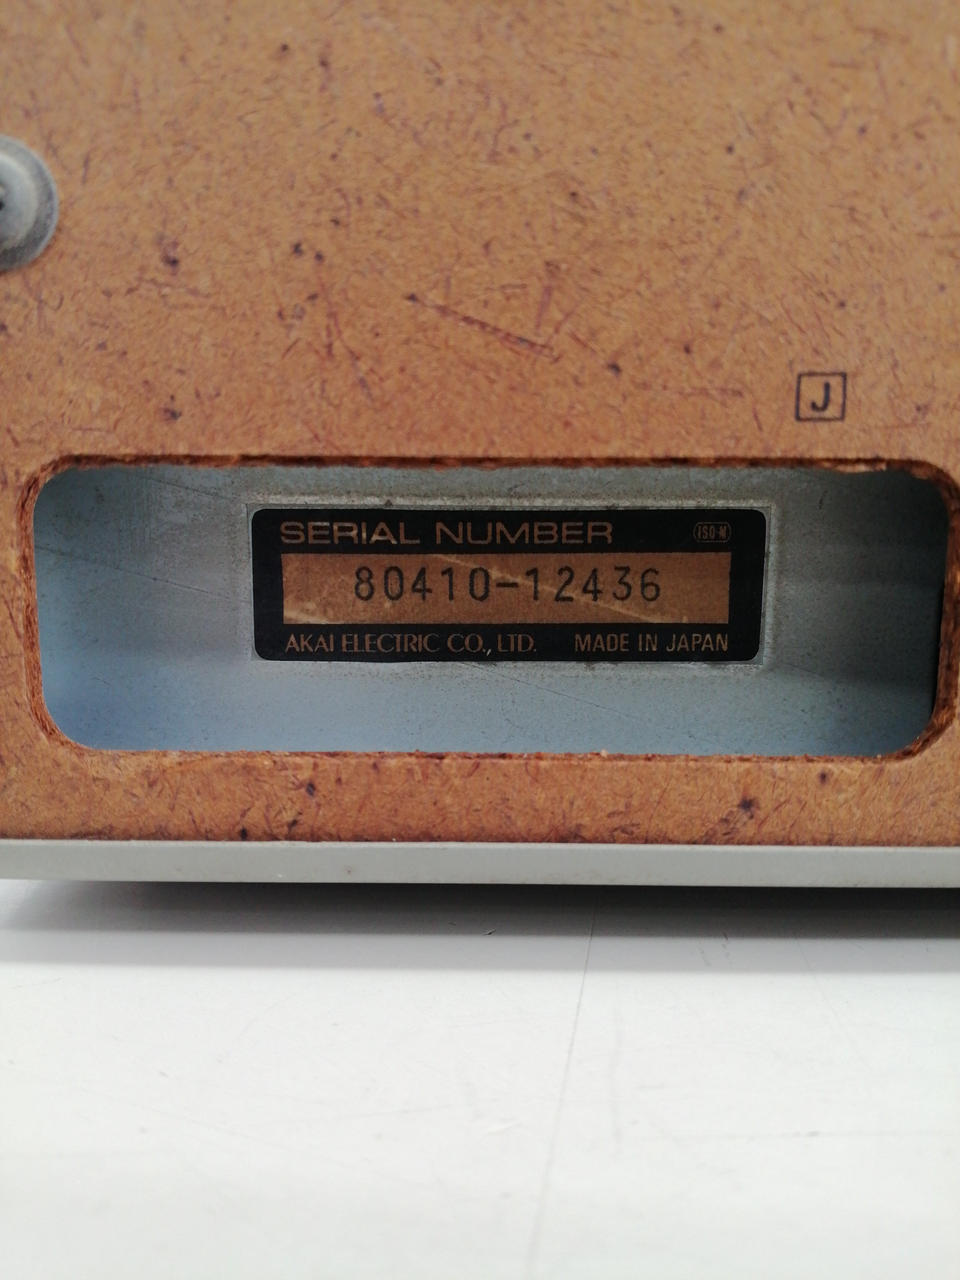 J
SERIAL NUMBER ISO-M
80410-12436
AKAI ELECTRIC CO., LTD. MADE IN JAPAN